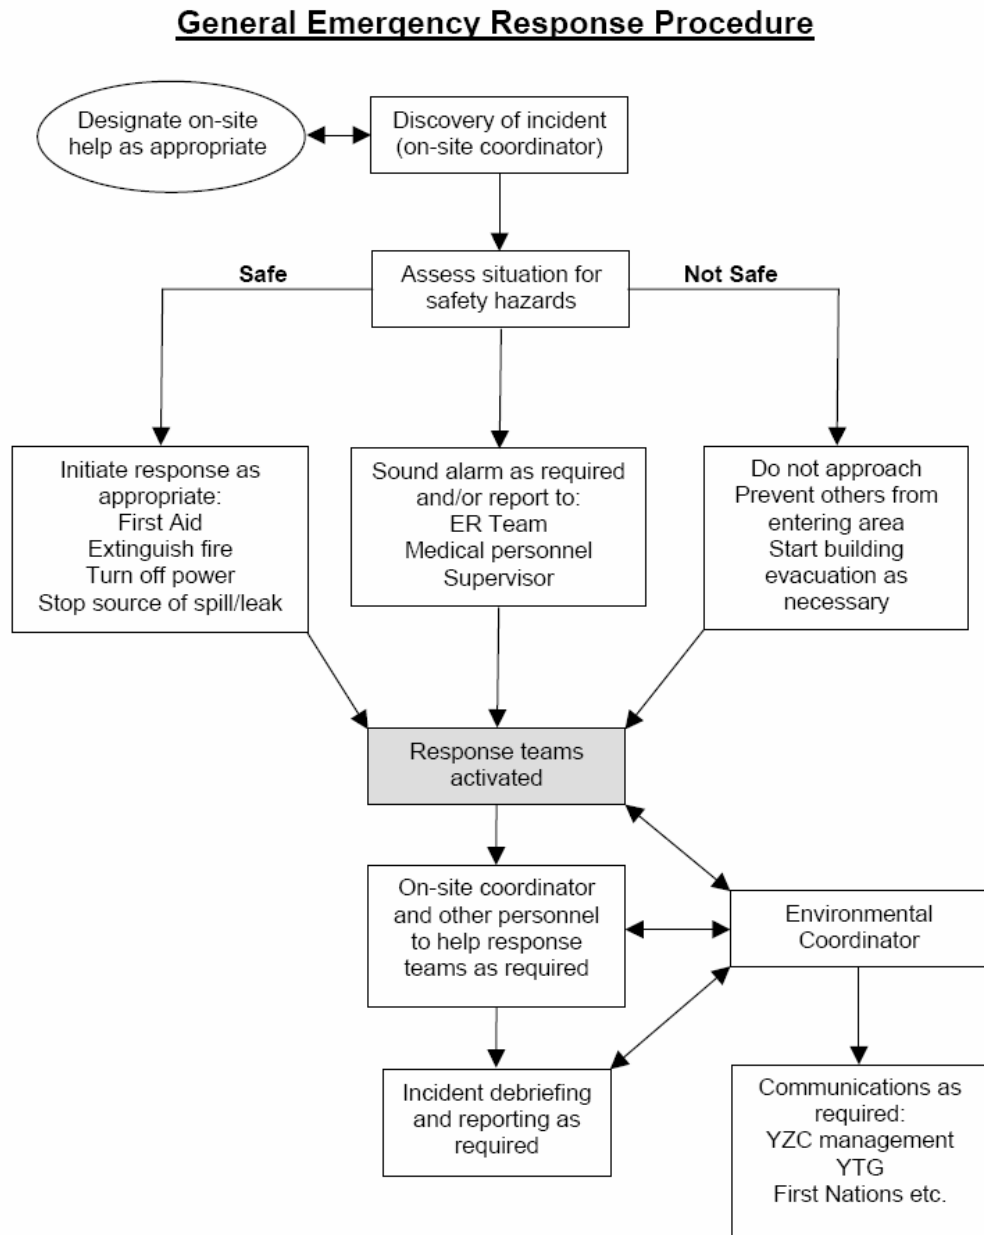 General Emergency Response Procedure
Designate on-site
help as appropriate
Discovery of incident
(on-site coordinator)
Safe
Assess situation for
safety hazards
Not Safe
Initiate response as
appropriate:
First Aid
Extinguish fire
Turn off power
Stop source of spill/leak
Sound alarm as required
and/or report to:
ER Team
Medical personnel
Supervisor
Do not approach
Prevent others from
entering area
Start building
evacuation as
necessary
Response teams
activated
On-site coordinator
and other personnel
to help response
teams as required
Environmental
Coordinator
Incident debriefing
and reporting as
required
Communications as
required:
YZC management
YTG
First Nations etc.